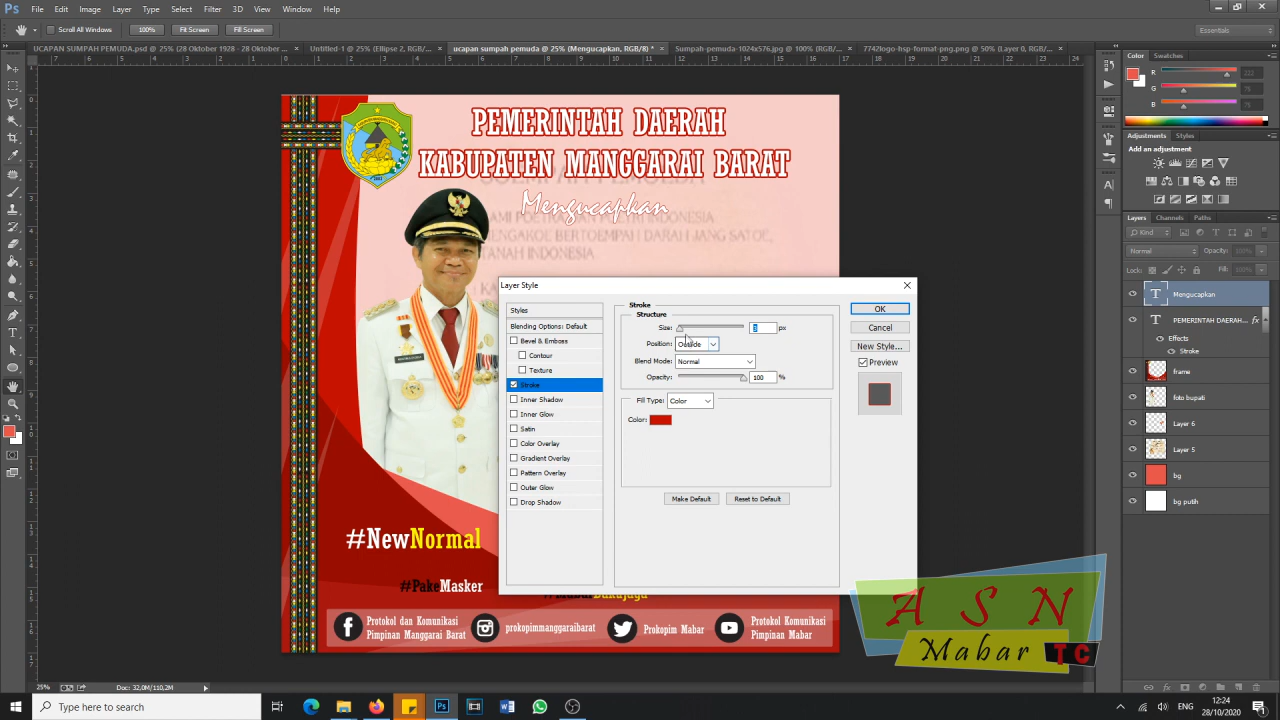 Ps File Edit Image Layer Type Select Filter 3D View Window Help
Scroll All Windows 100% Fit Screen Fill Screen Essentials
UCAPAN SUMPAH PEMUDA.psd @ 25% (28 Oktober 1928 - 28 Oktober ... × Untitled-1 @ 25% (Ellipse 2, RGB/... × ucapan sumpah pemuda @ 25% (Mengucapkan, RGB/8) * × Sumpah-pemuda-1024x576.jpg @ 100% (RGB/... × 7742logo-hsp-format-png.png @ 50% (Layer 0, RGB/... ×
PEMERINTAH DAERAH
KABUPATEN MANGGARAI BARAT
Mengucapkan
BERTOEMPAH DARAH JANG SATOE,
TANAH INDONESIA
#NewNormal
#PakeMasker
Protokol dan Komunikasi
Pimpinan Manggarai Barat
prokopimmanggaraibarat
Prokopim Mabar
Protokol Komunikasi
Pimpinan Mabar
Layer Style
Styles
Blending Options: Default
Bevel & Emboss
Contour
Texture
Stroke
Inner Shadow
Inner Glow
Satin
Color Overlay
Gradient Overlay
Pattern Overlay
Outer Glow
Drop Shadow
Stroke
Structure
Size: 3 px
Position: Outside
Blend Mode: Normal
Opacity: 100 %
Fill Type: Color
Color:
Make Default Reset to Default
OK
Cancel
New Style...
Preview
Color Swatches
R 222
G 78
B 78
Adjustments Styles
Add an adjustment
Layers Channels Paths
Kind
Normal Opacity: 100%
Lock: Fill: 100%
Mengucapkan
PEMERINTAH DAERAH... fx
Effects
Stroke
frame
foto bupati
Layer 6
Layer 5
bg
bg putih
ASN
Mabar TC
25% Doc: 32,0M/110,2M
Type here to search
ENG
12:24
28/10/2020